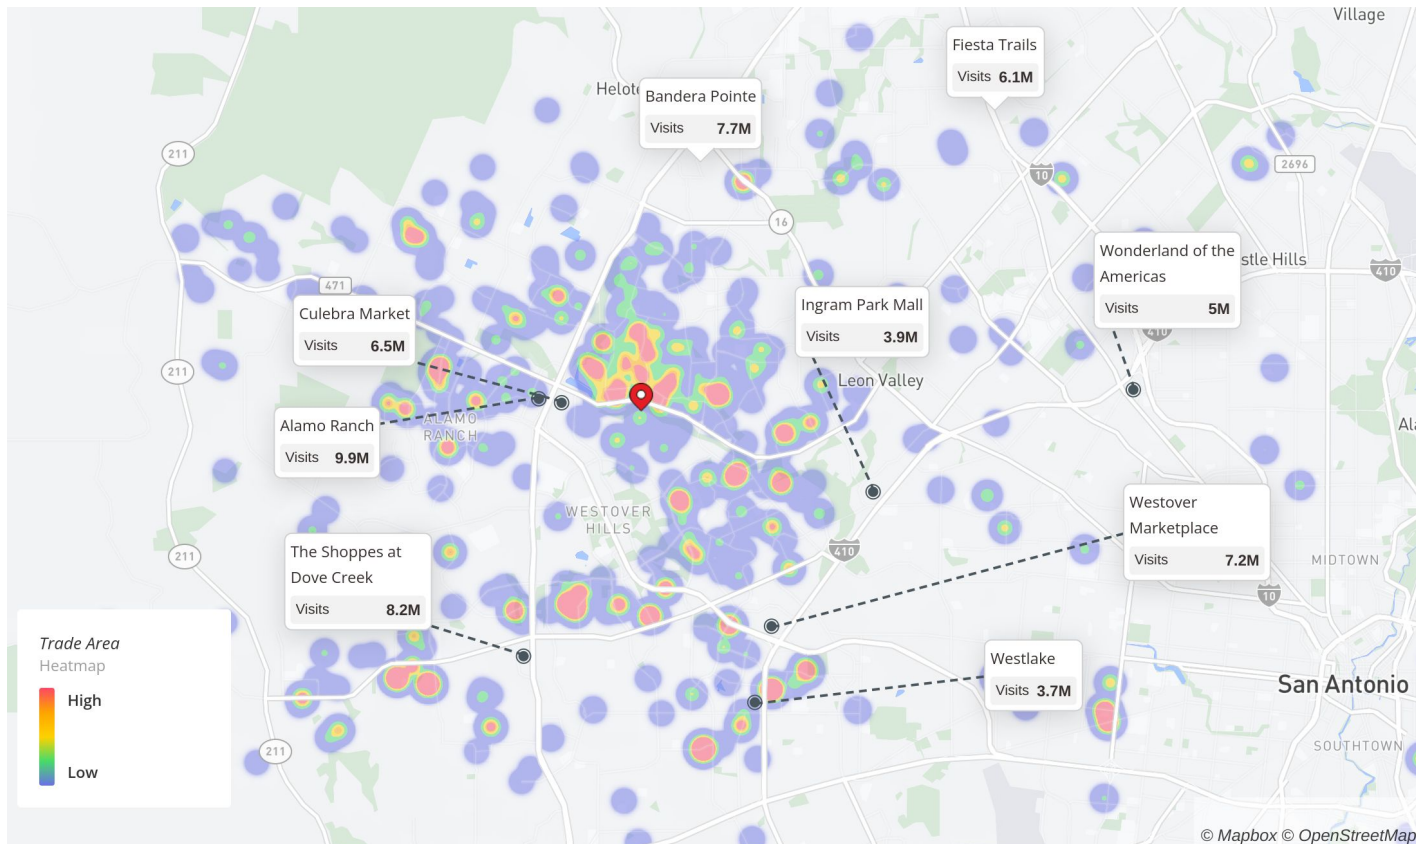 Village
Fiesta Trails
Visits 6.1M
Helote
Bandera Pointe
Visits 7.7M
211
10
2696
16
Wonderland of the
Americas
Visits 5M
stle Hills
410
471
Culebra Market
Visits 6.5M
Ingram Park Mall
Visits 3.9M
410
211
Leon Valley
Alamo Ranch
Visits 9.9M
ALAMO
RANCH
Ala
WESTOVER
HILLS
Westover
Marketplace
Visits 7.2M
211
The Shoppes at
Dove Creek
Visits 8.2M
410
MIDTOWN
10
Trade Area
Heatmap
High
Low
Westlake
Visits 3.7M
San Antonio
SOUTHTOWN
211
© Mapbox © OpenStreetMap